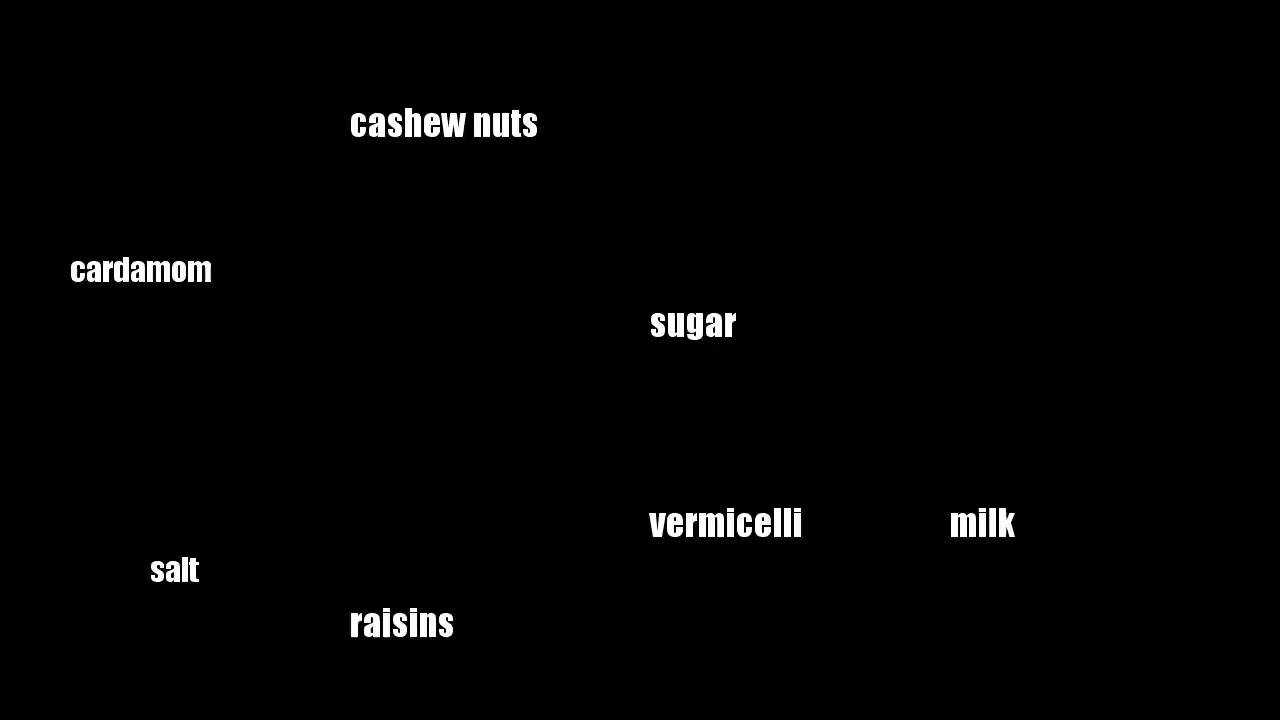 cashew nuts
cardamom
sugar
vermicelli
milk
salt
raisins